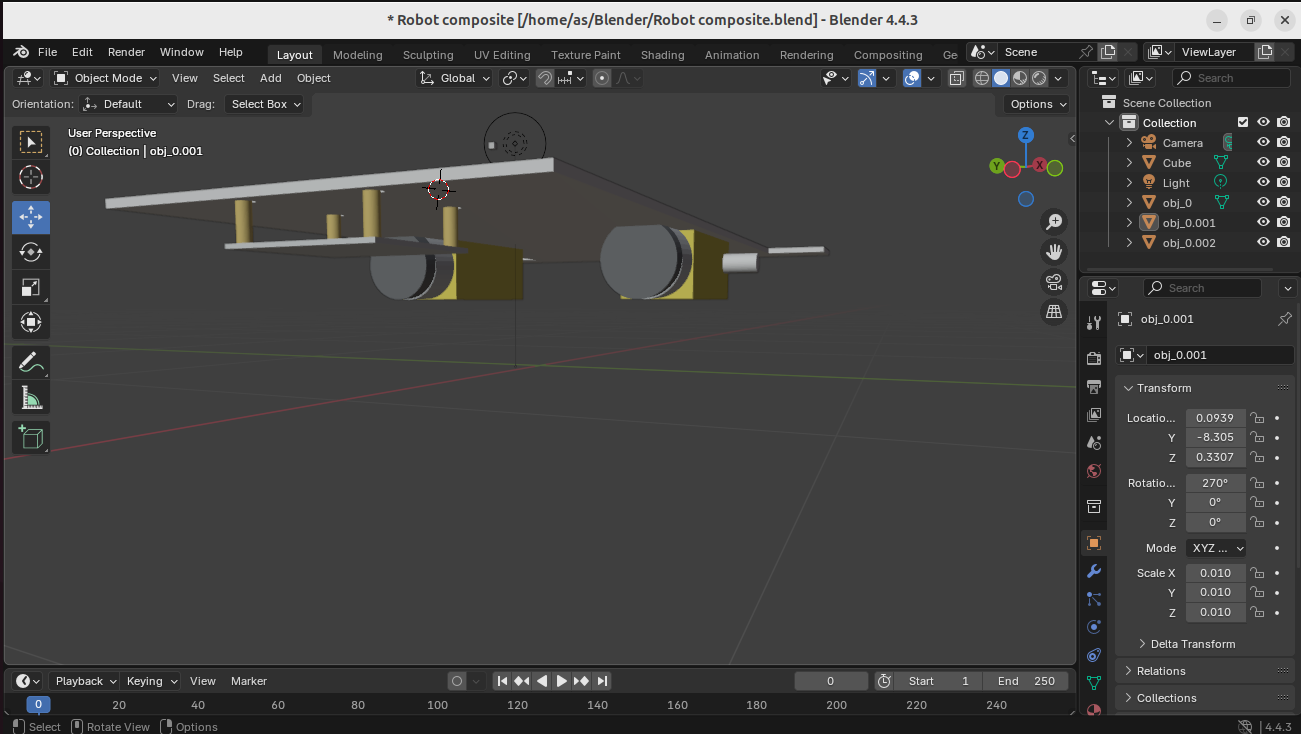 * Robot composite [/home/as/Blender/Robot composite.blend] - Blender 4.4.3
File Edit Render Window Help Layout Modeling Sculpting UV Editing Texture Paint Shading Animation Rendering Compositing Ge Scene ViewLayer
Object Mode View Select Add Object Global Search
Orientation: Default Drag: Select Box Options
User Perspective
(0) Collection | obj_0.001
Z
Y X
Scene Collection
Collection
Camera
Cube
Light
obj_0
obj_0.001
obj_0.002
Search
obj_0.001
obj_0.001
Transform
Locatio... 0.0939
Y -8.305
Z 0.3307
Rotatio... 270°
Y 0°
Z 0°
Mode XYZ ...
Scale X 0.010
Y 0.010
Z 0.010
Delta Transform
Relations
Collections
Playback Keying View Marker 0 Start 1 End 250
0 20 40 60 80 100 120 140 160 180 200 220 240
Select Rotate View Options 4.4.3